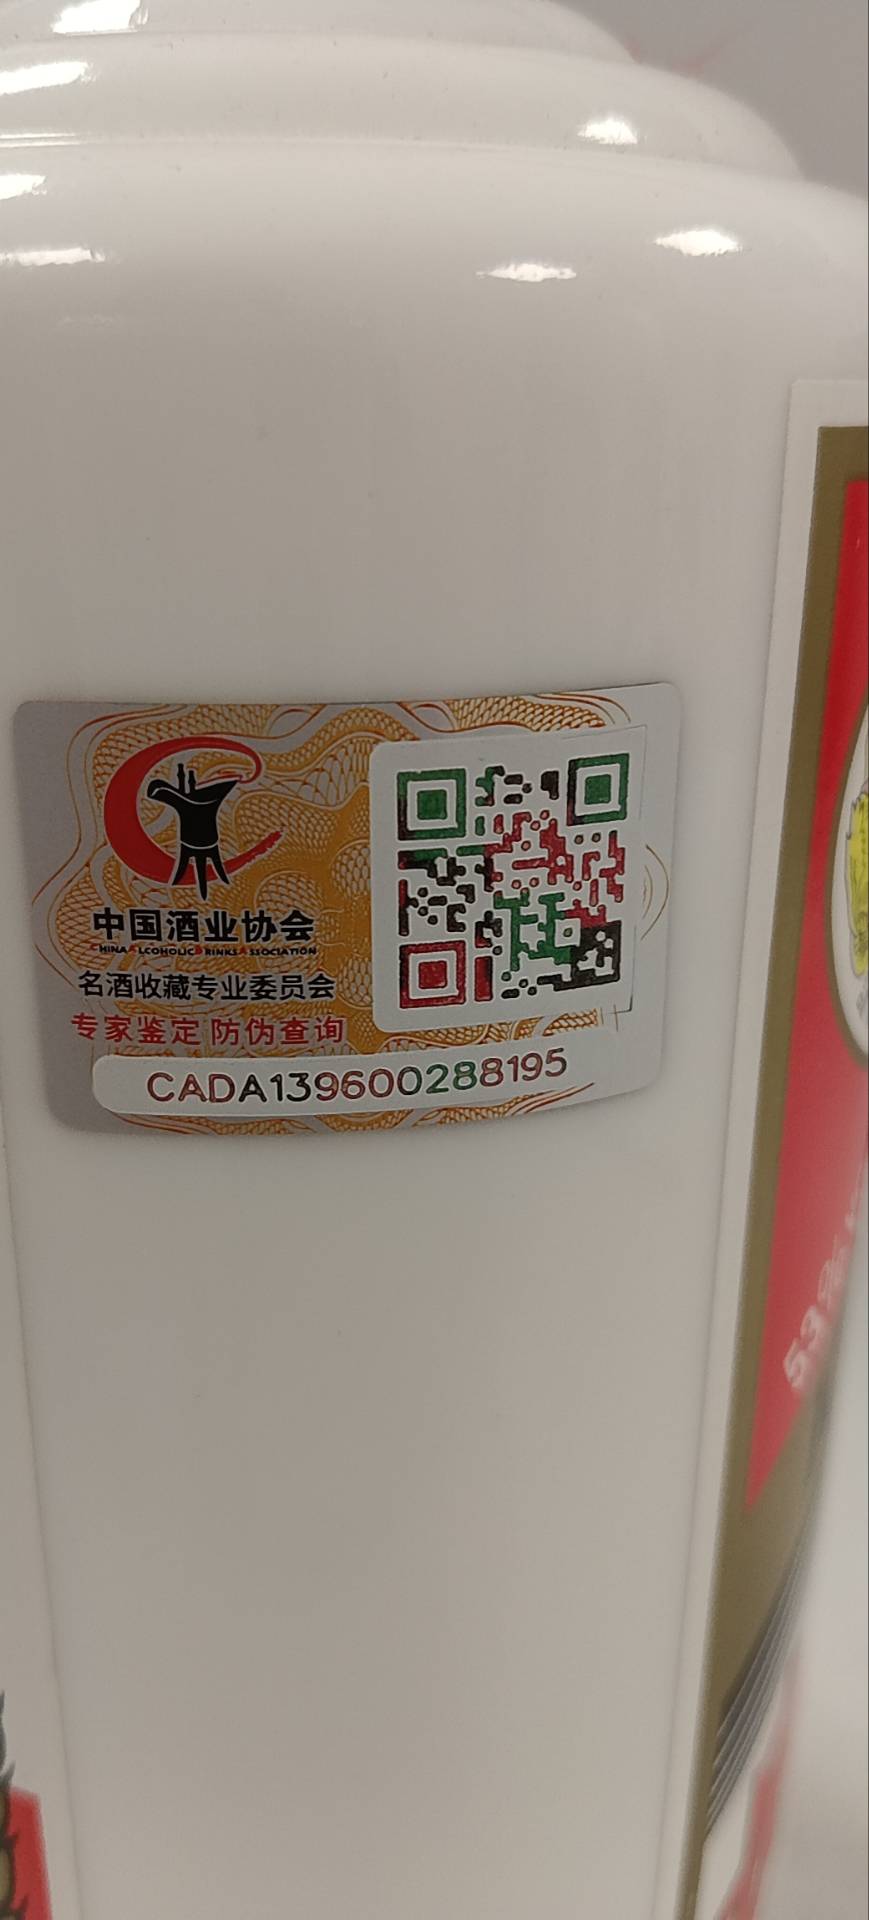 中国酒业协会
CHINA ALCOHOLIC DRINKS ASSOCIATION
名酒收藏专业委员会
专家鉴定 防伪查询
CADA139600288195
53%